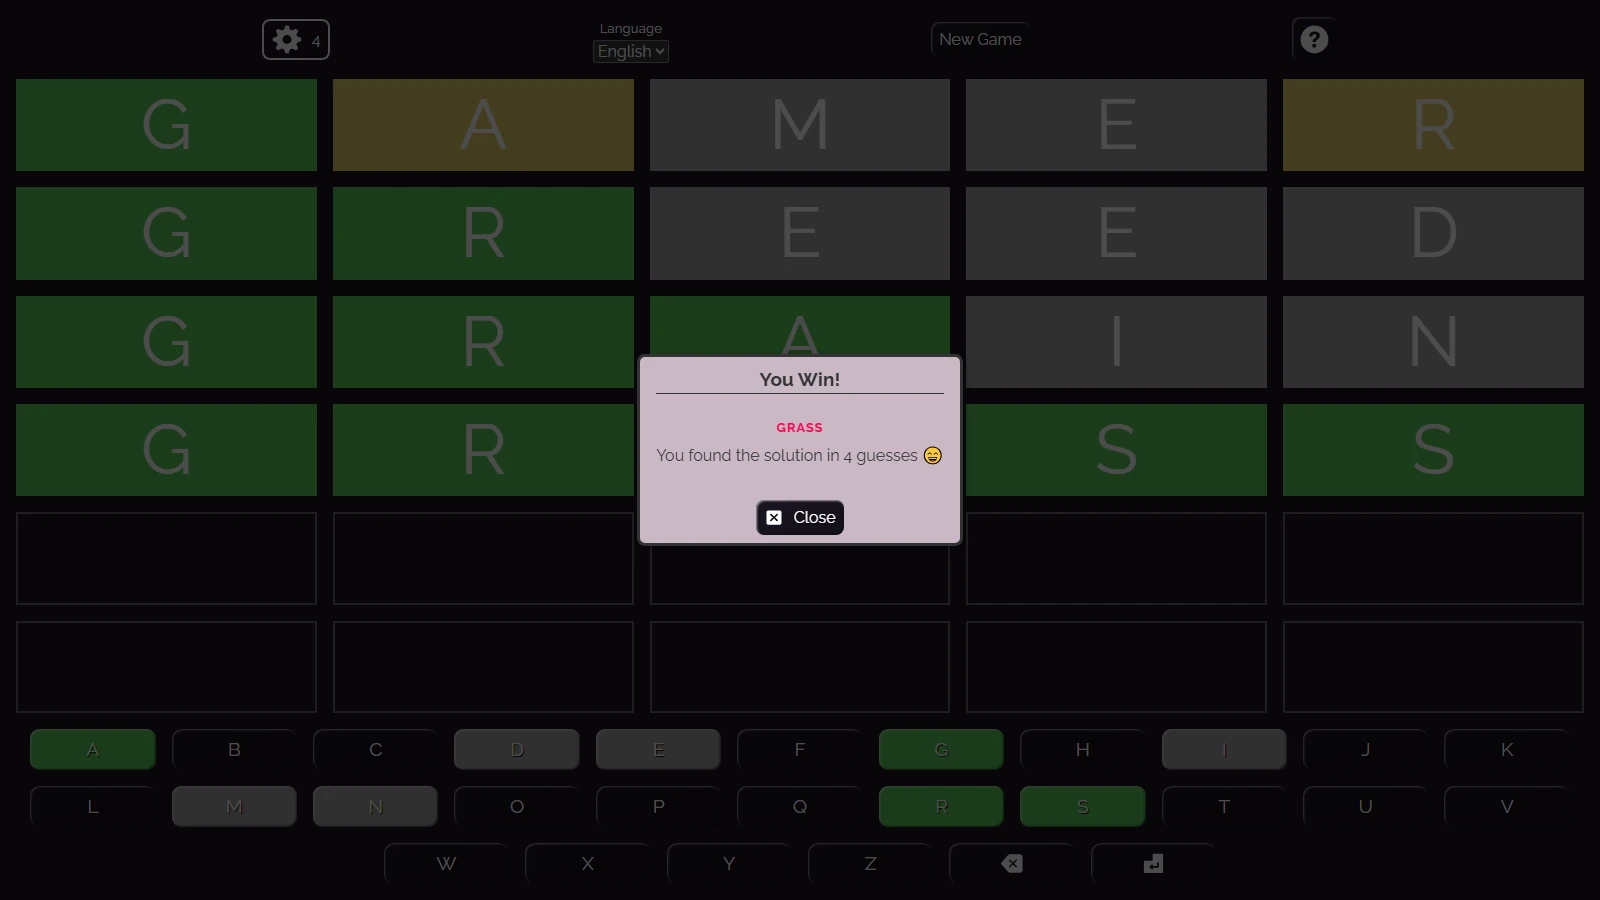 4
Language
English
New Game
?
G A M E R
G R E E D
G R A I N
G R S S
You Win!
GRASS
You found the solution in 4 guesses 😄
Close
A B C D E F G H I J K
L M N O P Q R S T U V
W X Y Z